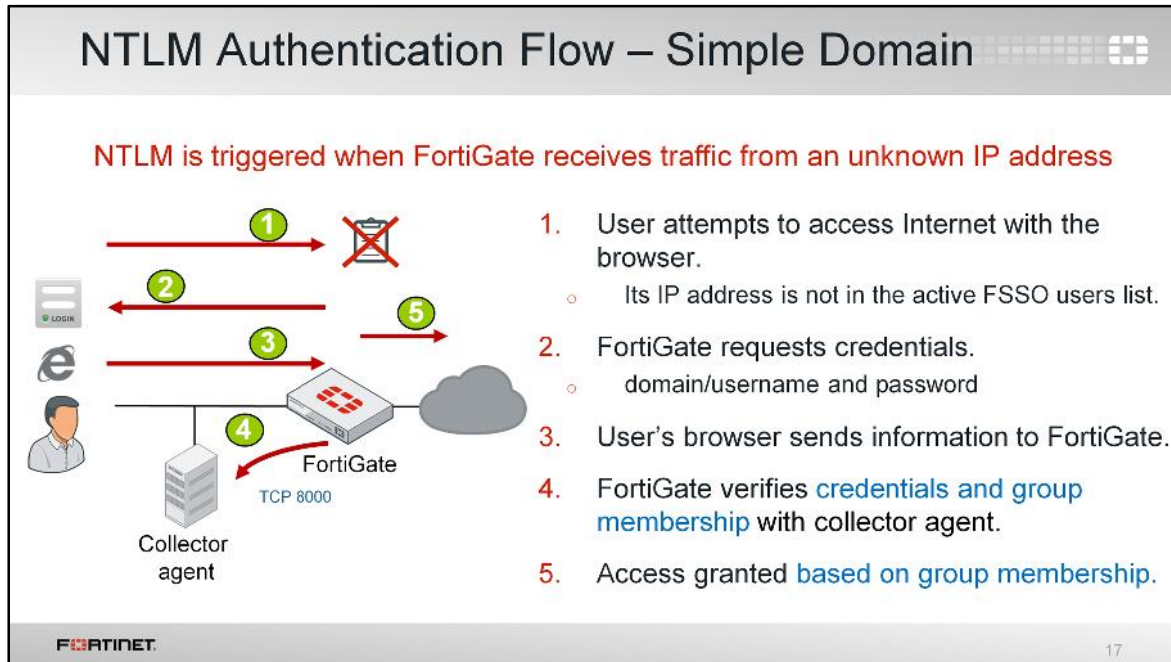 NTLM Authentication Flow – Simple Domain
NTLM is triggered when FortiGate receives traffic from an unknown IP address
1
2
LOGIN
3
5
4
FortiGate
TCP 8000
Collector
agent
1. User attempts to access Internet with the
browser.
o Its IP address is not in the active FSSO users list.
2. FortiGate requests credentials.
o domain/username and password
3. User's browser sends information to FortiGate.
4. FortiGate verifies credentials and group
membership with collector agent.
5. Access granted based on group membership.
FORTINET.
17